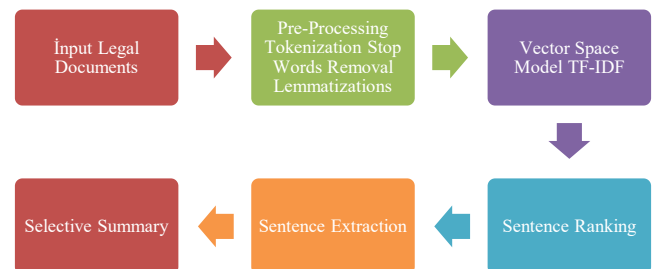 İnput Legal
Documents
Pre-Processing
Tokenization Stop
Words Removal
Lemmatizations
Vector Space
Model TF-IDF
Sentence Ranking
Sentence Extraction
Selective Summary